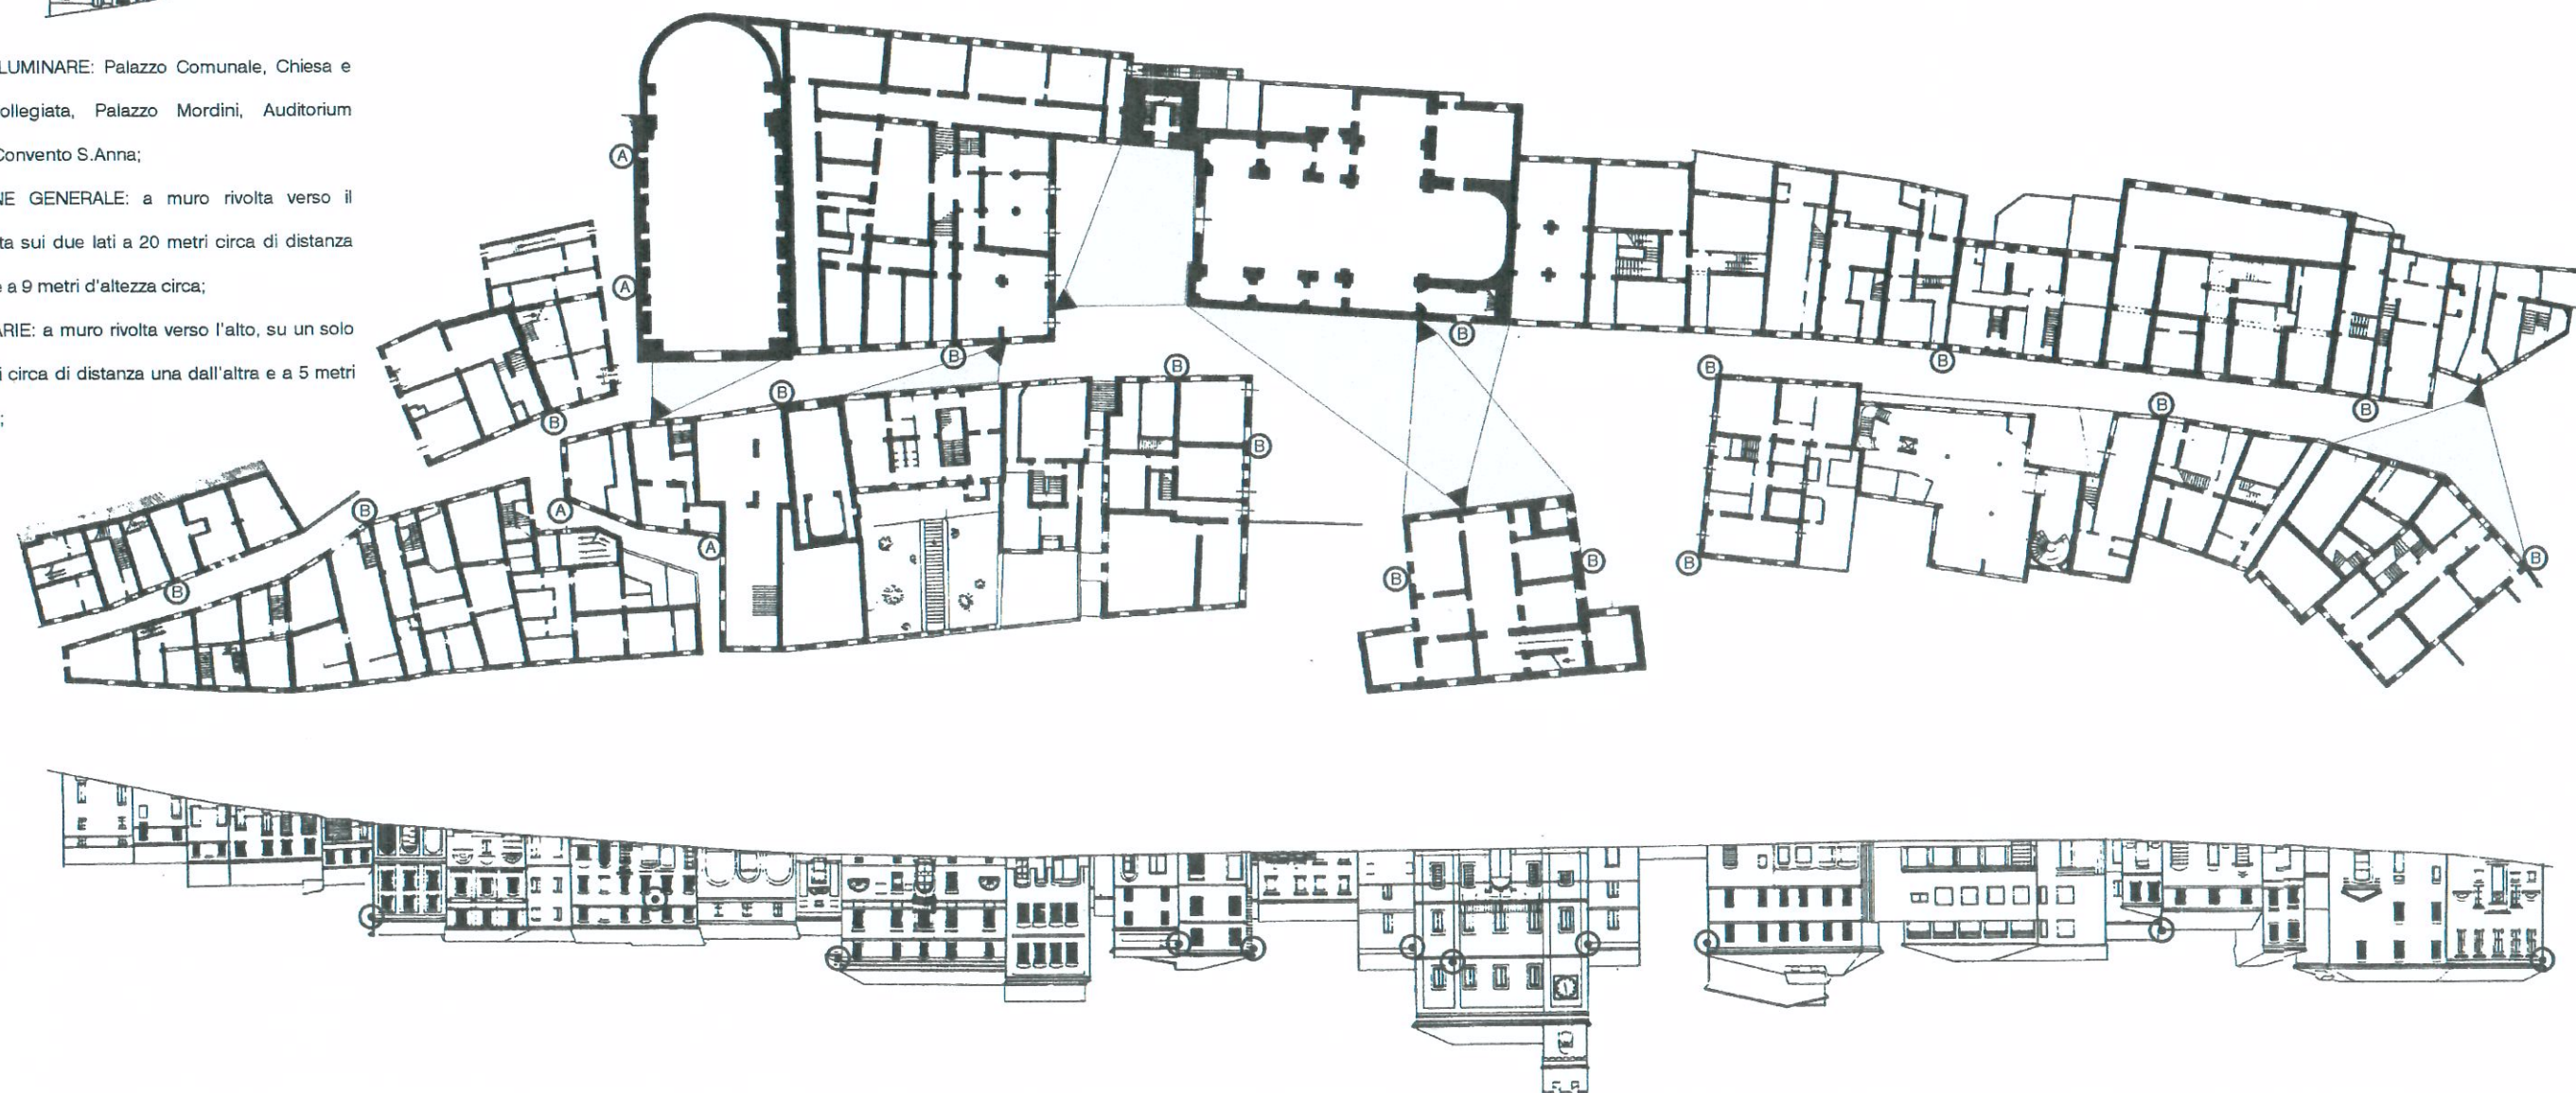 LUMINARE: Palazzo Comunale, Chiesa e
ollegiata, Palazzo Mordini, Auditorium
Convento S.Anna;
NE GENERALE: a muro rivolta verso il
ta sui due lati a 20 metri circa di distanza
e a 9 metri d'altezza circa;
ARIE: a muro rivolta verso l'alto, su un solo
i circa di distanza una dall'altra e a 5 metri
;
A
A
B
B
B
B
B
B
B
B
B
B
B
B
A
B
A
B
B
B
B
B